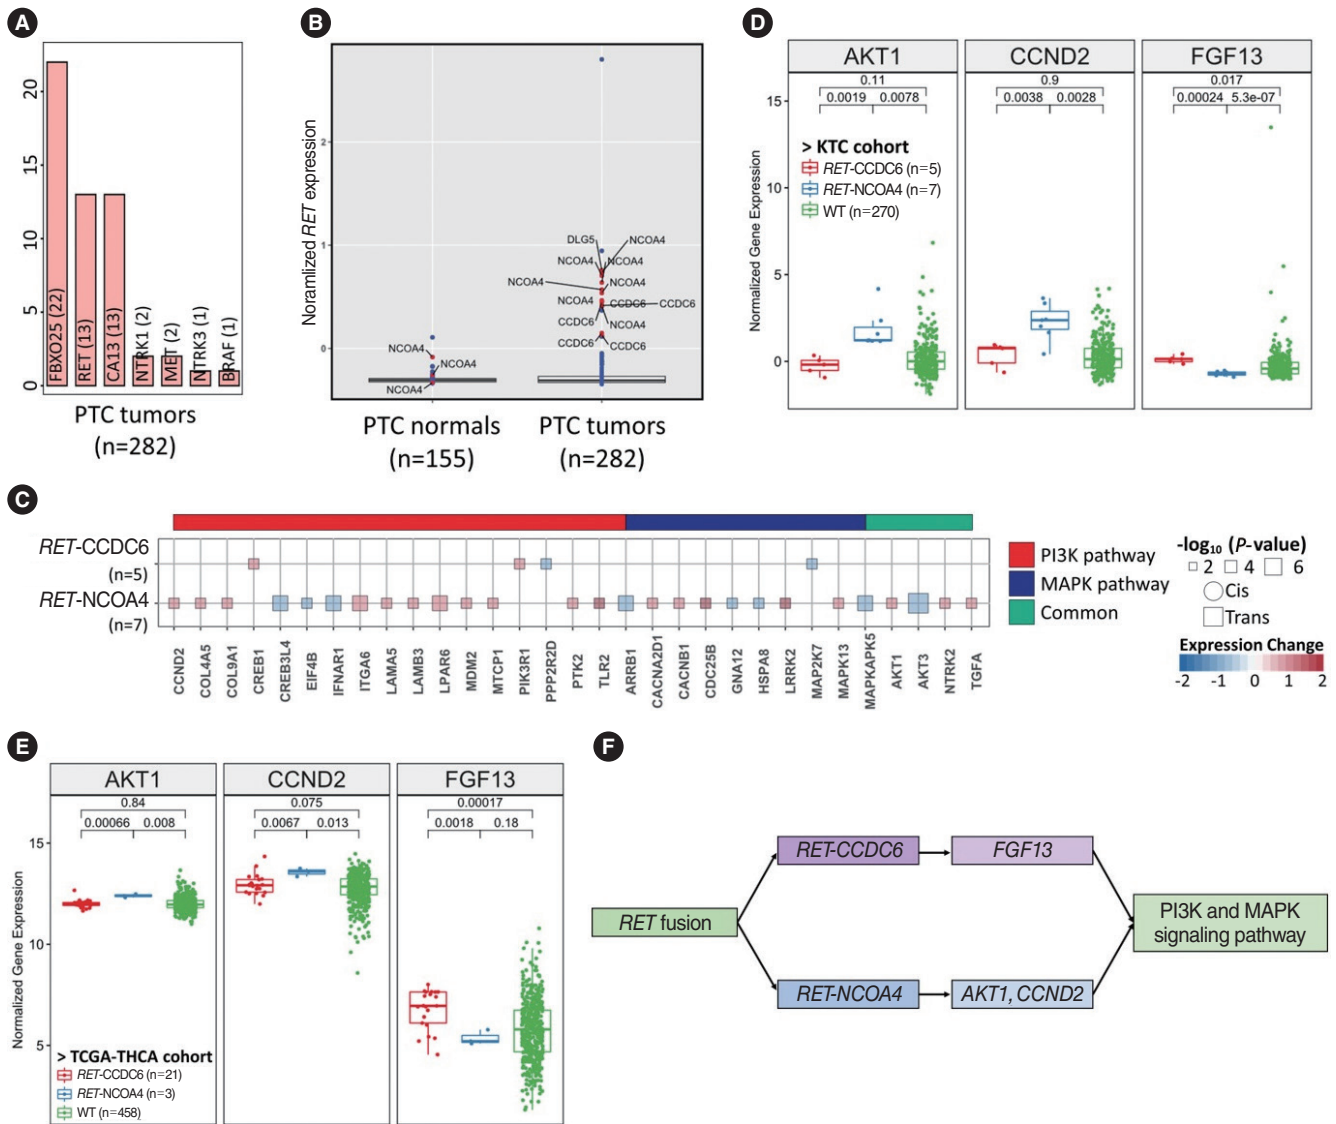 A
20
15
10
5
0
FBXO25 (22)
RET (13)
CA13 (13)
NTRK1 (2)
MET (2)
NTRK3 (1)
BRAF (1)
PTC tumors
(n=282)
B
Noramlized RET expression
2
1
0
DLG5
NCOA4
NCOA4
NCOA4
NCOA4
NCOA4
NCOA4
CCDC6
CCDC6
CCDC6
NCOA4
CCDC6
CCDC6
NCOA4
NCOA4
NCOA4
PTC normals
(n=155)
PTC tumors
(n=282)
D
AKT1
CCND2
FGF13
0.11
0.0019 0.0078
0.9
0.0038 0.0028
0.017
0.00024 5.3e-07
Normalized Gene Expression
15
10
5
0
> KTC cohort
RET-CCDC6 (n=5)
RET-NCOA4 (n=7)
WT (n=270)
C
RET-CCDC6
(n=5)
RET-NCOA4
(n=7)
CCND2
COL4A5
COL9A1
CREB1
CREB3L4
EIF4B
IFNAR1
ITGA6
LAMA5
LAMB3
LPAR6
MDM2
MTCP1
PIK3R1
PPP2R2D
PTK2
TLR2
ARRB1
CACNA2D1
CACNB1
CDC25B
GNA12
HSPA8
LRRK2
MAP2K7
MAPK13
MAPKAPK5
AKT1
AKT3
NTRK2
TGFA
PI3K pathway
MAPK pathway
Common
-log₁₀ (P-value)
2 4 6
Cis
Trans
Expression Change
-2 -1 0 1 2
E
AKT1
CCND2
FGF13
0.84
0.00066 0.008
0.075
0.0067 0.013
0.00017
0.0018 0.18
Normalized Gene Expression
15
10
5
> TCGA-THCA cohort
RET-CCDC6 (n=21)
RET-NCOA4 (n=3)
WT (n=458)
F
RET fusion
RET-CCDC6
FGF13
RET-NCOA4
AKT1, CCND2
PI3K and MAPK
signaling pathway